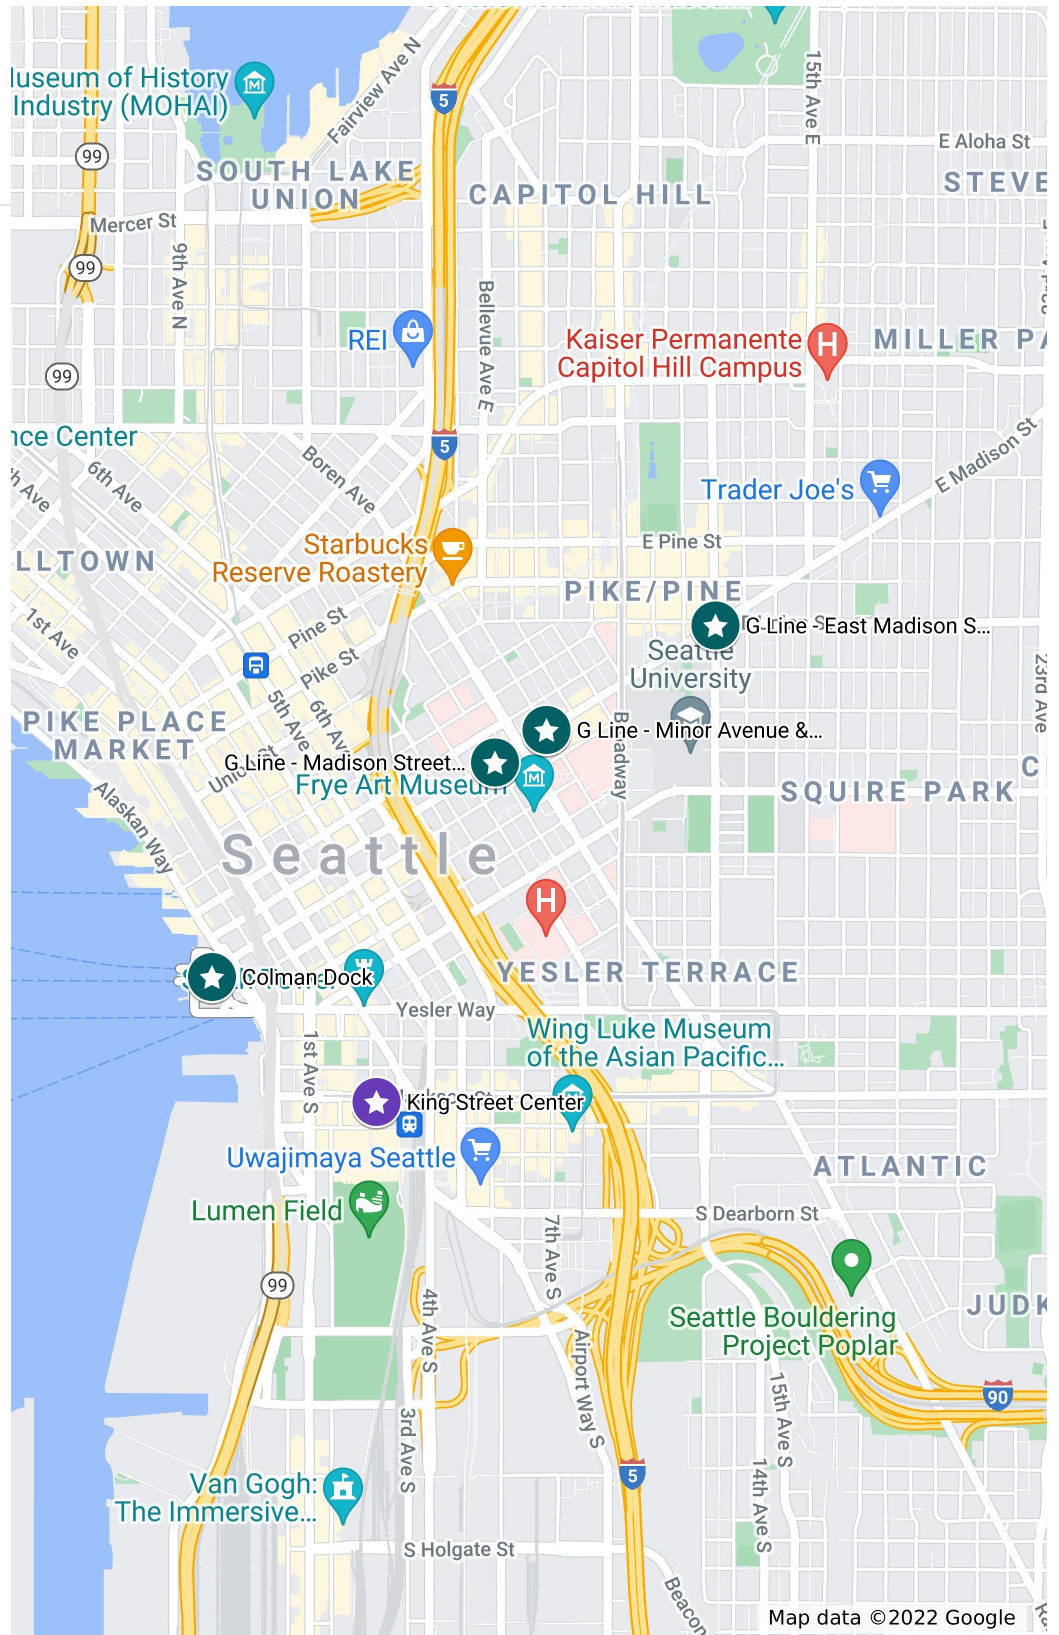 useum of History
Industry (MOHAI)
Fairview Ave N
5
15th Ave E
E Aloha St
99
SOUTH LAKE
UNION
CAPITOL HILL
STEVE
Mercer St
99
9th Ave N
Bellevue Ave E
REI
Kaiser Permanente
Capitol Hill Campus
H
MILLER PA
99
nce Center
5
6th Ave
th Ave
Boren Ave
E Madison St
Trader Joe's
Starbucks
Reserve Roastery
E Pine St
LLTOWN
PIKE/PINE
1st Ave
Pine St
Pike St
G Line - East Madison S...
Seattle
University
23rd Ave
5th Ave
6th Ave
PIKE PLACE
MARKET
Union St
G Line - Minor Avenue &...
Broadway
G Line - Madison Street...
Frye Art Museum
M
C
SQUIRE PARK
Alaskan Way
Seattle
H
YESLER TERRACE
Colman Dock
Yesler Way
Wing Luke Museum
of the Asian Pacific...
1st Ave S
King Street Center
Uwajimaya Seattle
ATLANTIC
Lumen Field
S Dearborn St
7th Ave S
99
4th Ave S
Seattle Bouldering
Project Poplar
JUDK
Airport Way S
90
15th Ave S
3rd Ave S
14th Ave S
5
Van Gogh:
The Immersive...
S Holgate St
Beacon
Map data ©2022 Google